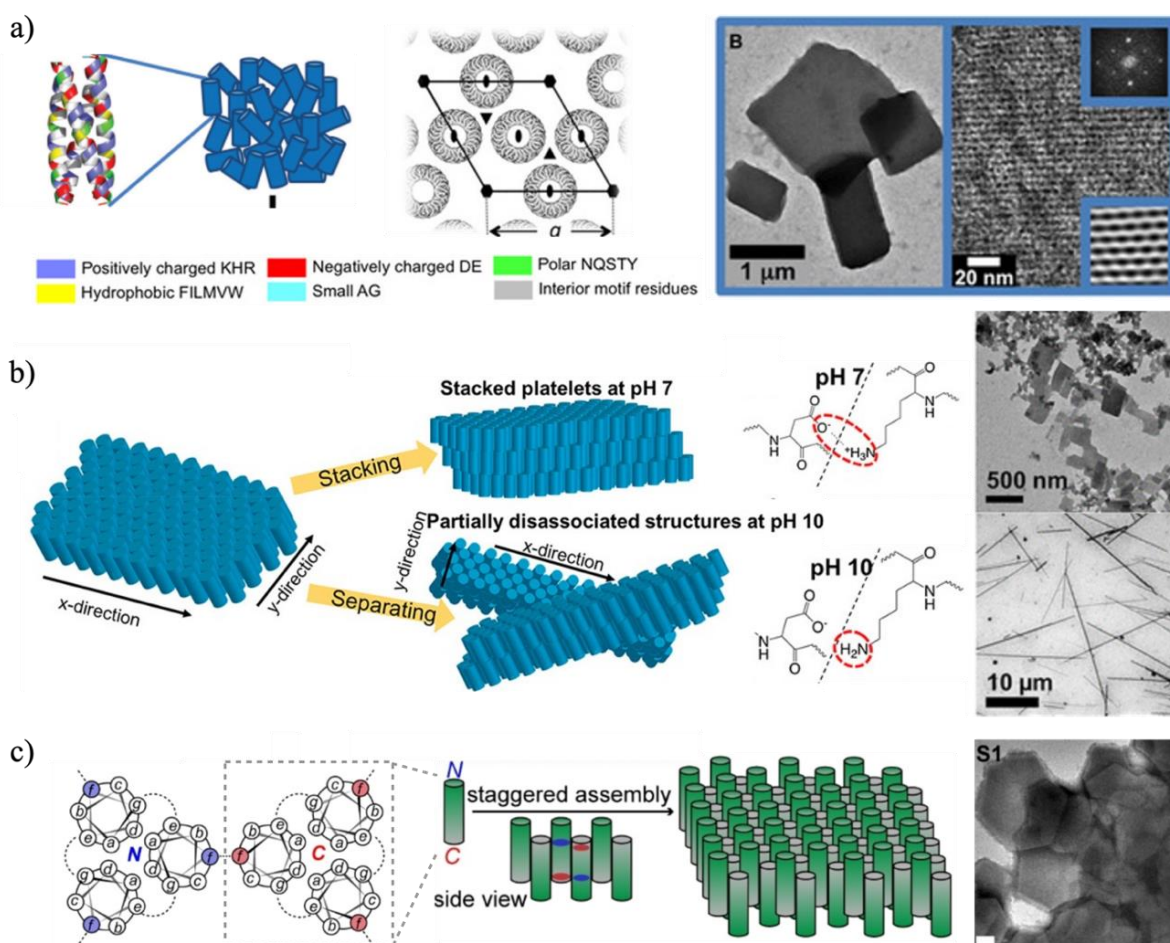 a)
B
a
1 μm
20 nm
Positively charged KHR
Negatively charged DE
Polar NQSTY
Hydrophobic FILMVW
Small AG
Interior motif residues
b)
Stacked platelets at pH 7
Stacking
x-direction
y-direction
Separating
Partially disassociated structures at pH 10
y-direction
x-direction
pH 7
O
O-
N
H
O
+H3N
O
N
H
pH 10
O
O-
N
H
O
H2N
O
N
H
500 nm
10 μm
c)
f c g
b d
e a
N
a e b
d f
g c
b e a
f C
c g d
g c f
d b
a e
g d a
c e
f b
a e b
d f
g c
N
C
staggered assembly
side view
S1